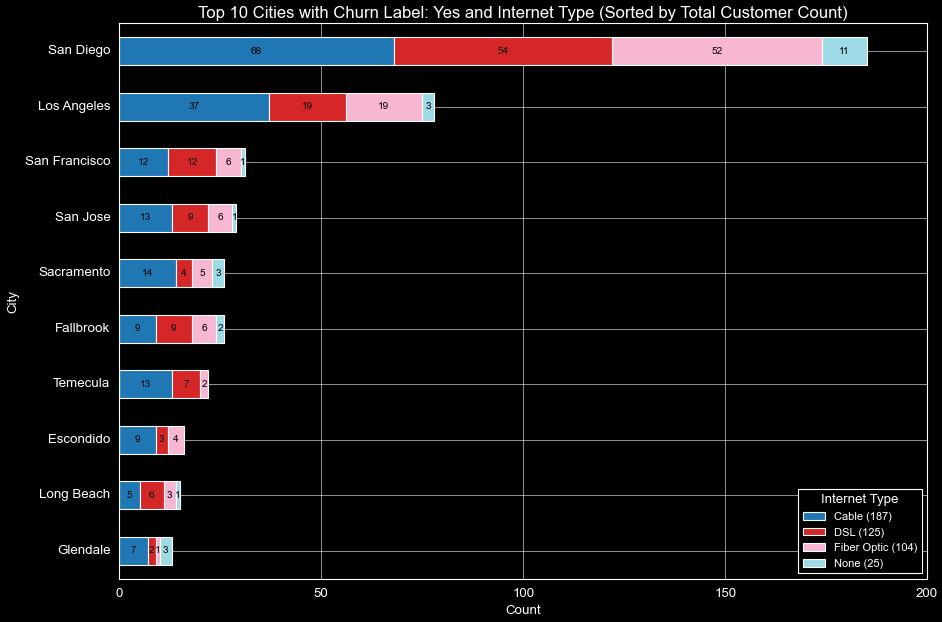 Top 10 Cities with Churn Label: Yes and Internet Type (Sorted by Total Customer Count)
San Diego 68 54 52 11
Los Angeles 37 19 19 3
San Francisco 12 12 6 1
San Jose 13 9 6 1
Sacramento 14 4 5 3
Fallbrook 9 9 6 2
Temecula 13 7 2
Escondido 9 3 4
Long Beach 5 6 3 1
Glendale 7 2 1 3
City
Internet Type
Cable (187)
DSL (125)
Fiber Optic (104)
None (25)
0 50 100 150 200
Count